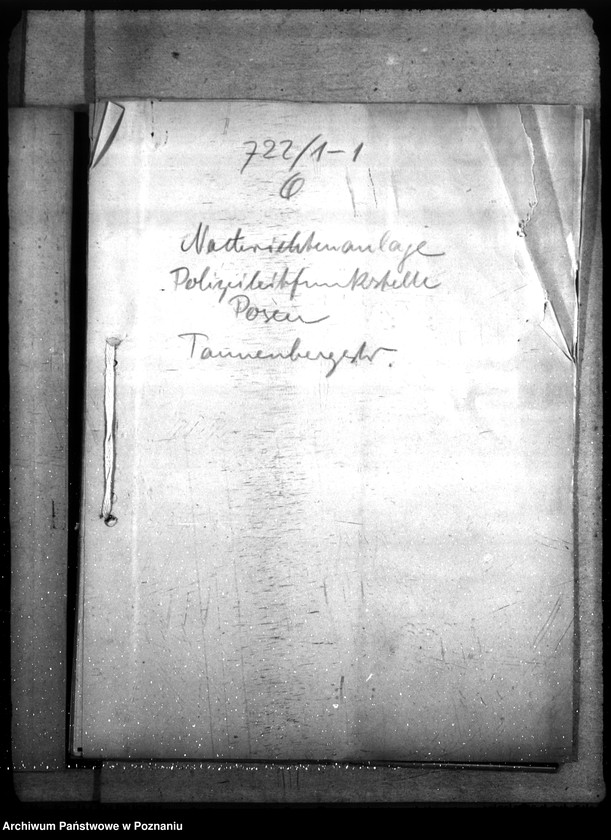 722/1-1
6
Nachrichtenanlage
Polizeileitfunkstelle
Posen
Tannenbergstr.
Archiwum Państwowe w Poznaniu